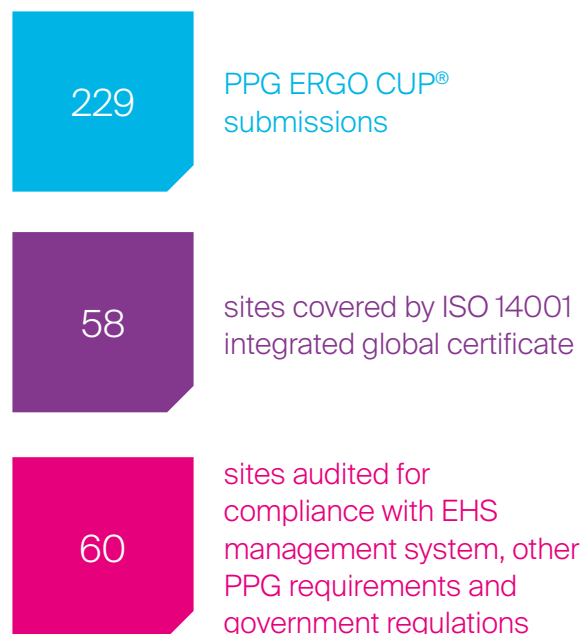 229
PPG ERGO CUP®
submissions
58
sites covered by ISO 14001
integrated global certificate
60
sites audited for
compliance with EHS
management system, other
PPG requirements and
government regulations